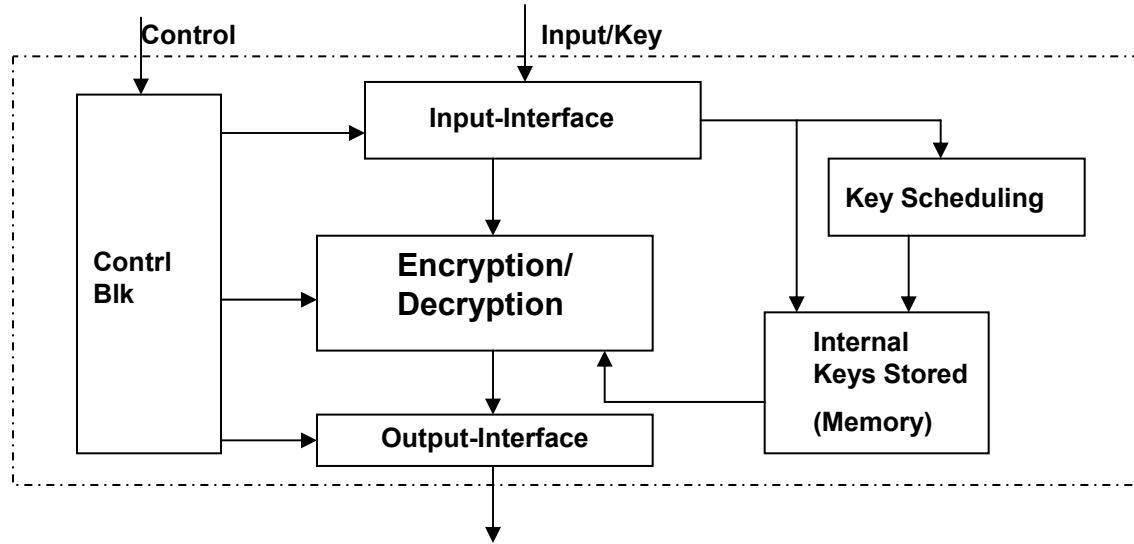 Control
Input/Key
Input-Interface
Key Scheduling
Contrl
Blk
Encryption/
Decryption
Internal
Keys Stored
(Memory)
Output-Interface